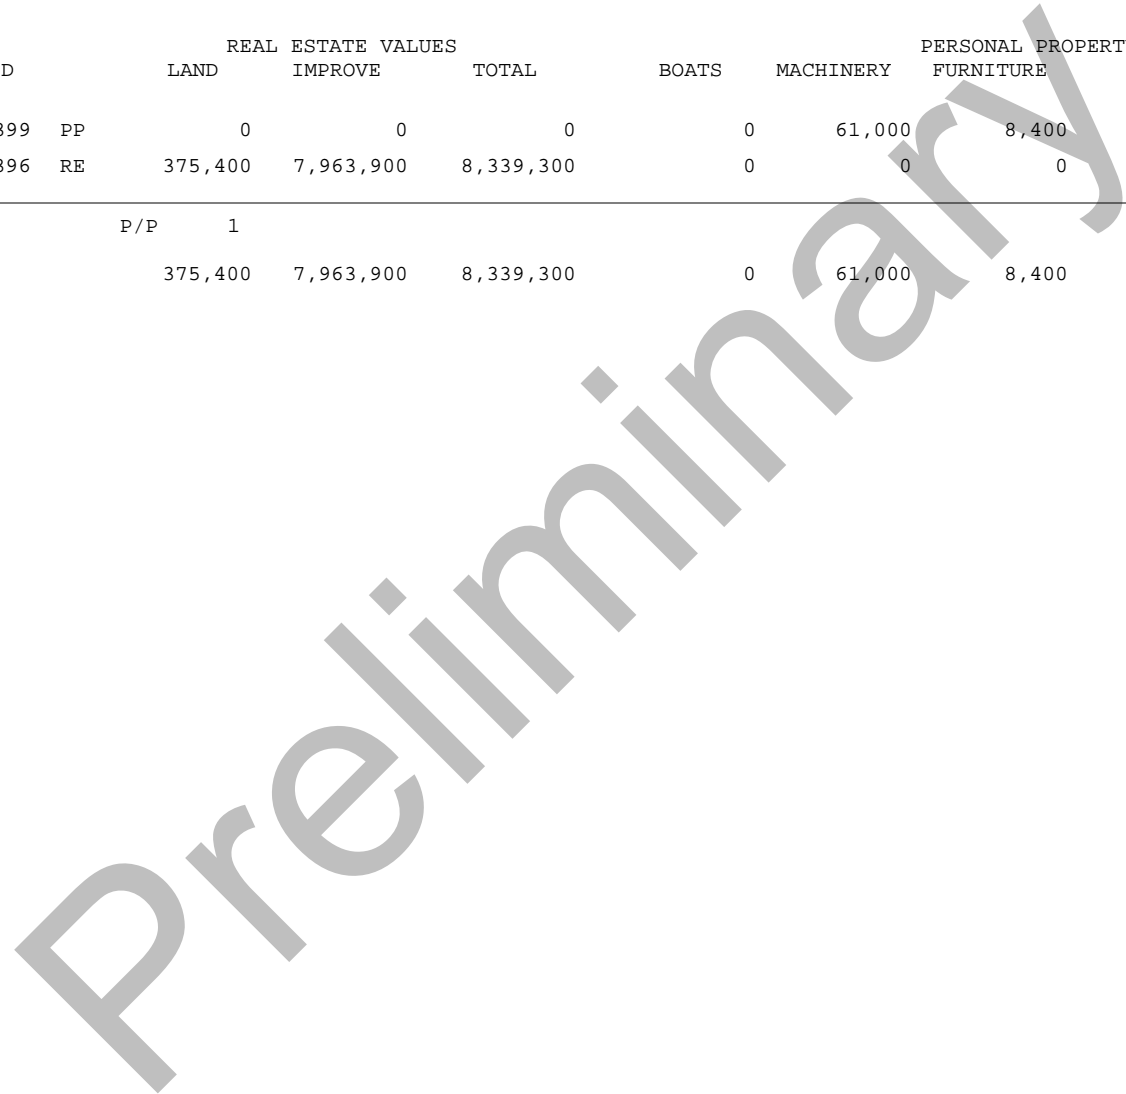 REAL ESTATE VALUES PERSONAL PROPERT
D LAND IMPROVE TOTAL BOATS MACHINERY FURNITURE
399 PP 0 0 0 0 61,000 8,400
396 RE 375,400 7,963,900 8,339,300 0 0 0
P/P 1
375,400 7,963,900 8,339,300 0 61,000 8,400
Preliminary